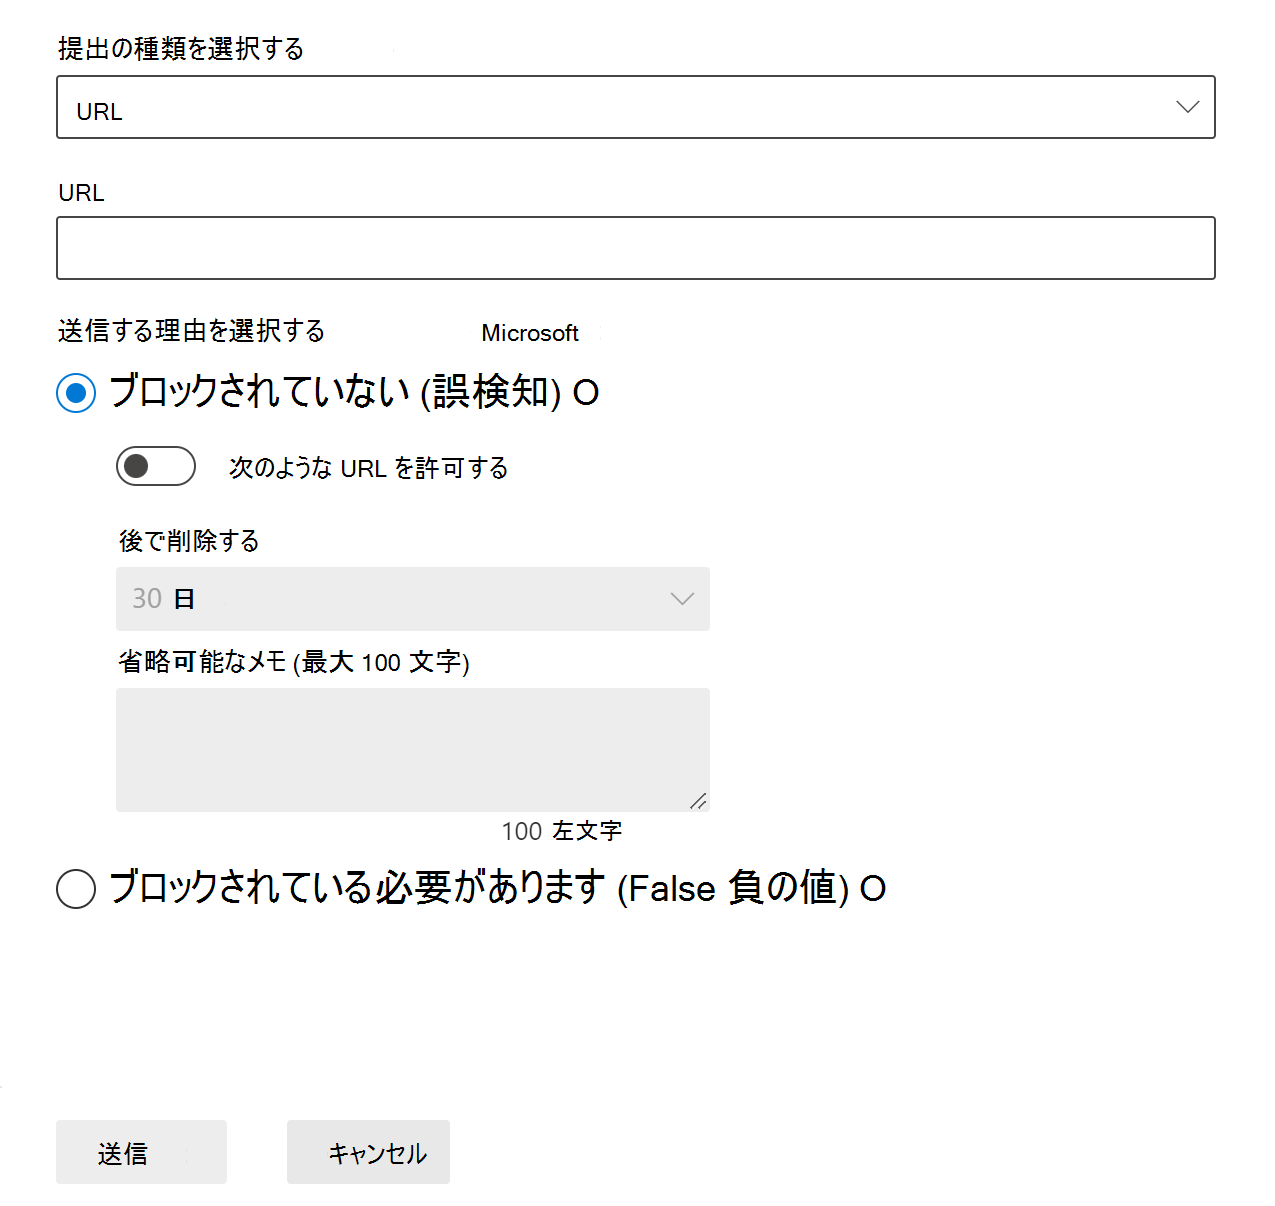 提出の種類を選択する
URL
URL
送信する理由を選択する Microsoft
ブロックされていない (誤検知) O
次のような URL を許可する
後で削除する
30 日
省略可能なメモ (最大 100 文字)
100 左文字
ブロックされている必要があります (False 負の値) O
送信 キャンセル